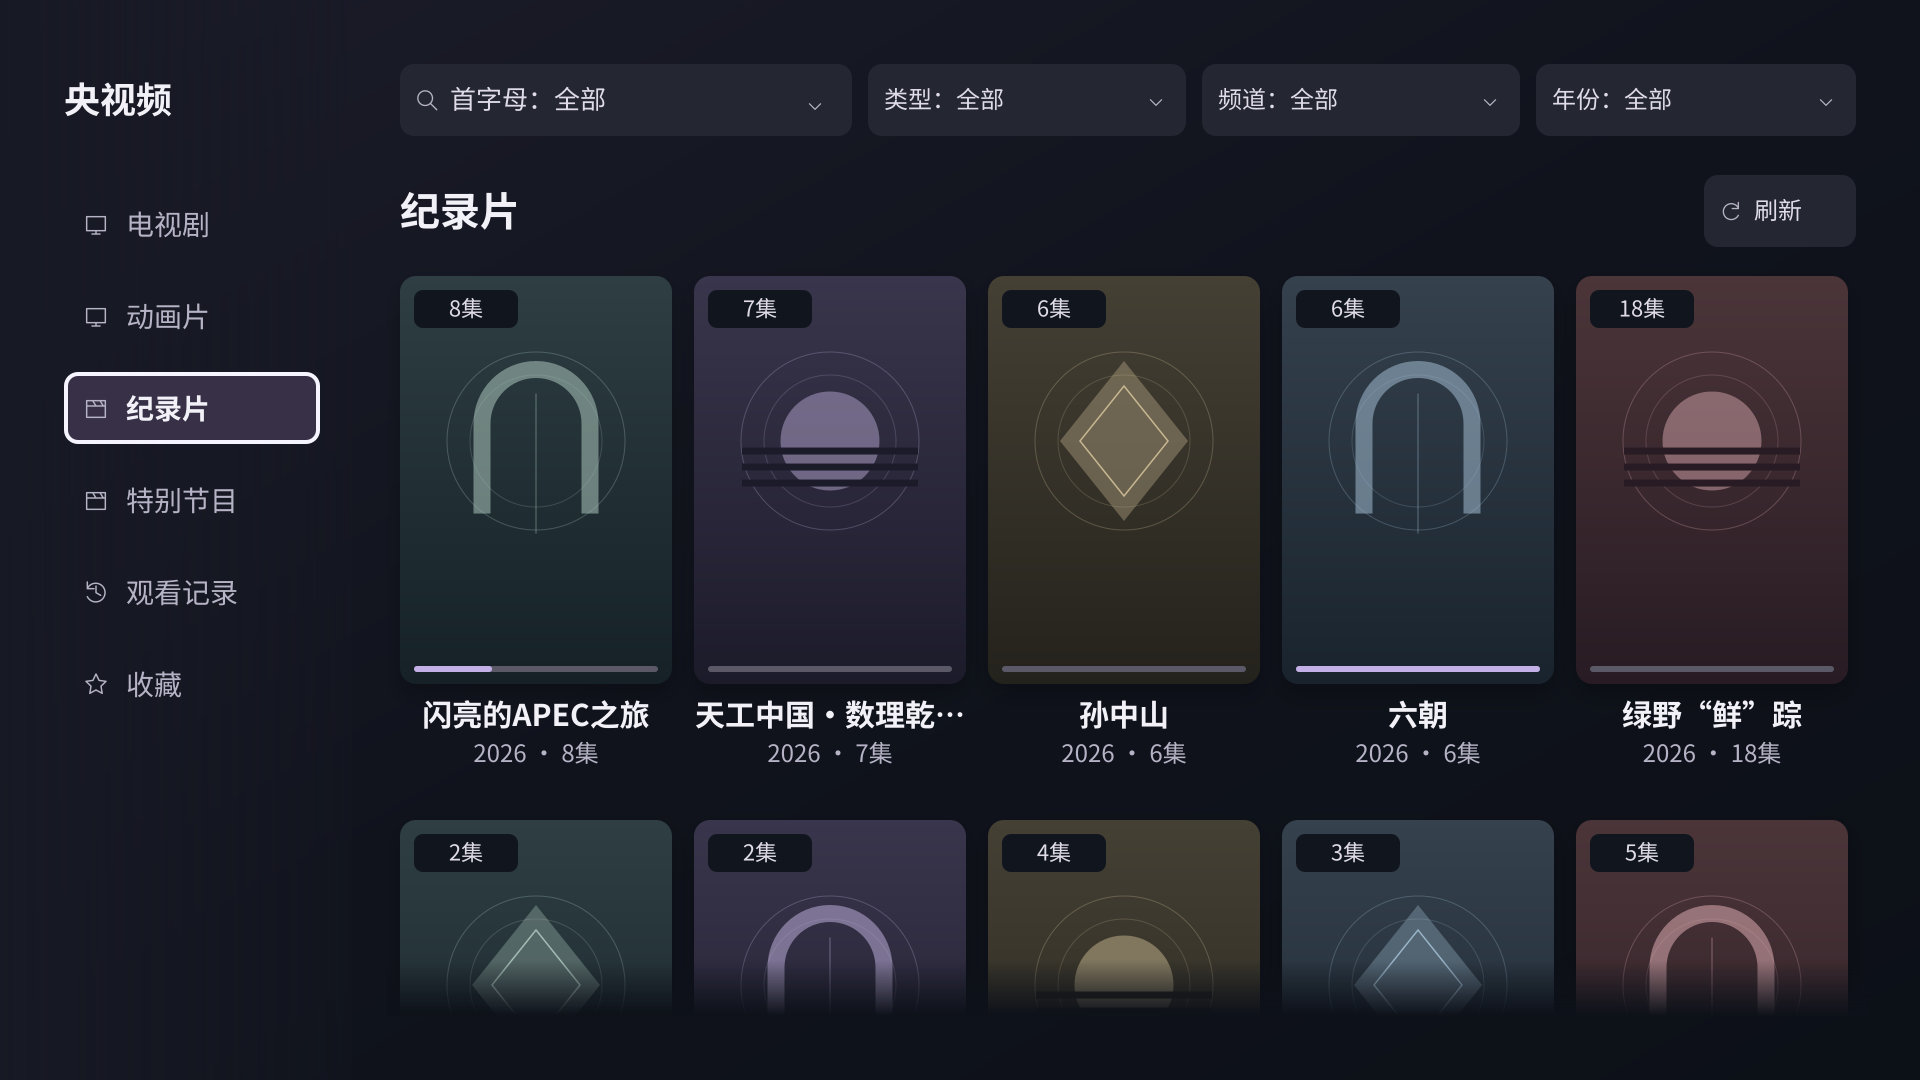 央视频
首字母：全部
类型：全部
频道：全部
年份：全部
电视剧
动画片
纪录片
特别节目
观看记录
收藏
纪录片
刷新
8集
7集
6集
6集
18集
闪亮的APEC之旅
天工中国·数理乾…
孙中山
六朝
绿野“鲜”踪
2026 · 8集
2026 · 7集
2026 · 6集
2026 · 6集
2026 · 18集
2集
2集
4集
3集
5集